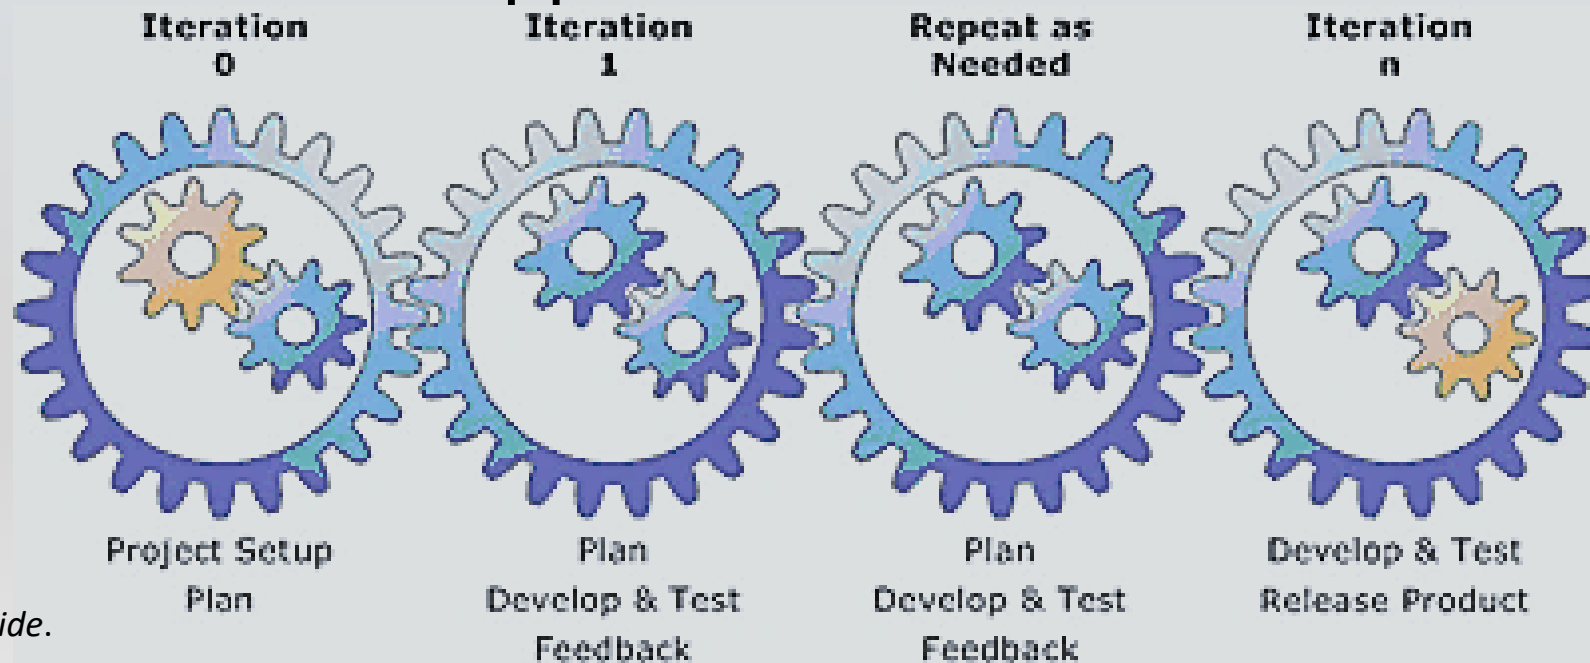 Iteration
0
Project Setup
Plan
Iteration
1
Plan
Develop & Test
Feedback
Repeat as
Needed
Plan
Develop & Test
Feedback
Iteration
n
Develop & Test
Release Product
ide.